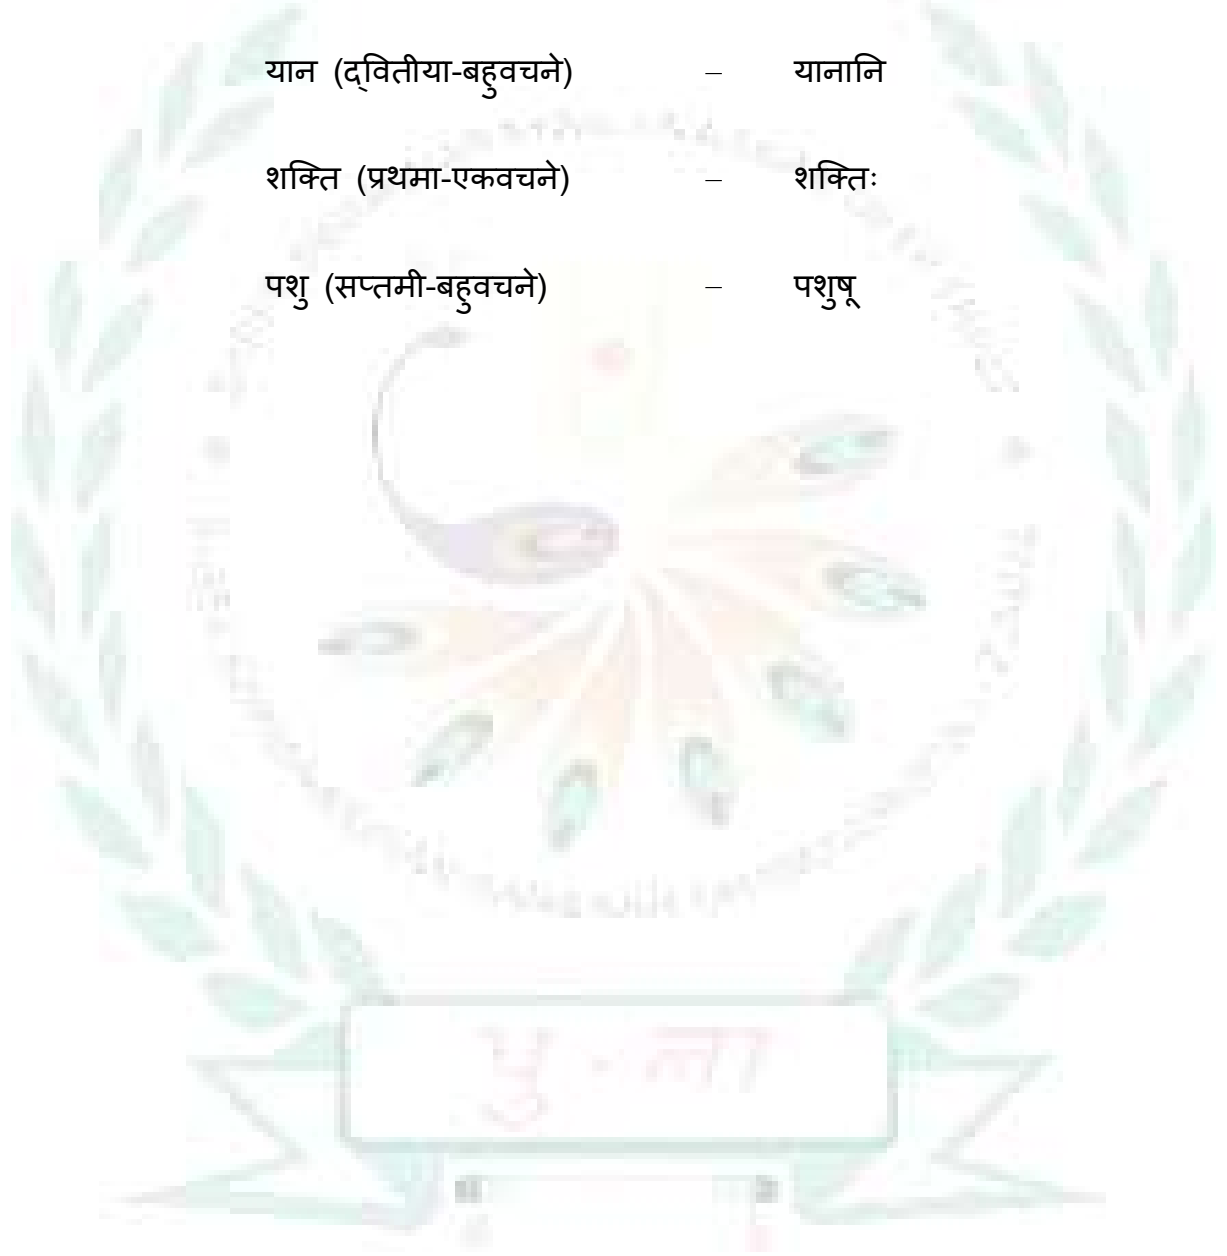 यान (द्वितीया-बहुवचने) – यानानि
शक्ति (प्रथमा-एकवचने) – शक्तिः
पशु (सप्तमी-बहुवचने) – पशुषू